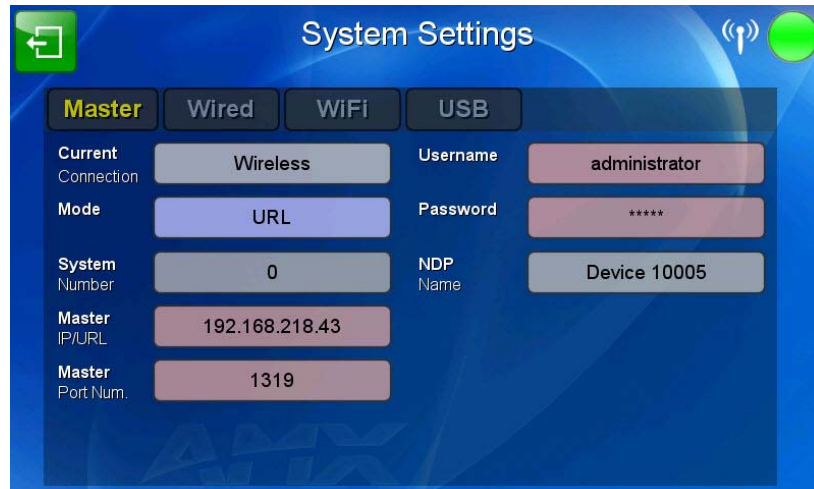 System Settings
Master Wired WiFi USB
Current Connection Wireless
Username administrator
Mode URL
Password *****
System Number 0
NDP Name Device 10005
Master IP/URL 192.168.218.43
Master Port Num. 1319
AMX